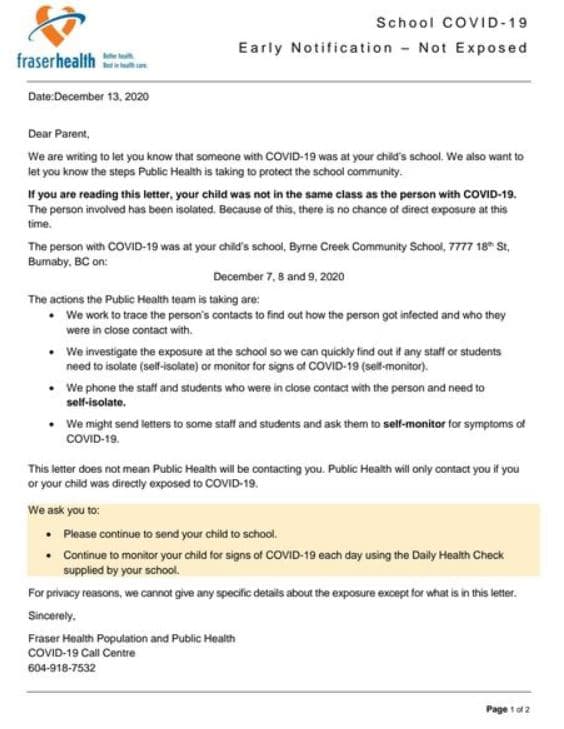 School COVID-19
Early Notification – Not Exposed
fraserhealth
Better health.
Best in health care.
Date:December 13, 2020
Dear Parent,
We are writing to let you know that someone with COVID-19 was at your child's school. We also want to
let you know the steps Public Health is taking to protect the school community.
If you are reading this letter, your child was not in the same class as the person with COVID-19.
The person involved has been isolated. Because of this, there is no chance of direct exposure at this
time.
The person with COVID-19 was at your child's school, Byrne Creek Community School, 7777 18th St,
Burnaby, BC on:
December 7, 8 and 9, 2020
The actions the Public Health team is taking are:
• We work to trace the person's contacts to find out how the person got infected and who they
were in close contact with.
• We investigate the exposure at the school so we can quickly find out if any staff or students
need to isolate (self-isolate) or monitor for signs of COVID-19 (self-monitor).
• We phone the staff and students who were in close contact with the person and need to
self-isolate.
• We might send letters to some staff and students and ask them to self-monitor for symptoms of
COVID-19.
This letter does not mean Public Health will be contacting you. Public Health will only contact you if you
or your child was directly exposed to COVID-19.
We ask you to:
• Please continue to send your child to school.
• Continue to monitor your child for signs of COVID-19 each day using the Daily Health Check
supplied by your school.
For privacy reasons, we cannot give any specific details about the exposure except for what is in this letter.
Sincerely,
Fraser Health Population and Public Health
COVID-19 Call Centre
604-918-7532
Page 1 of 2